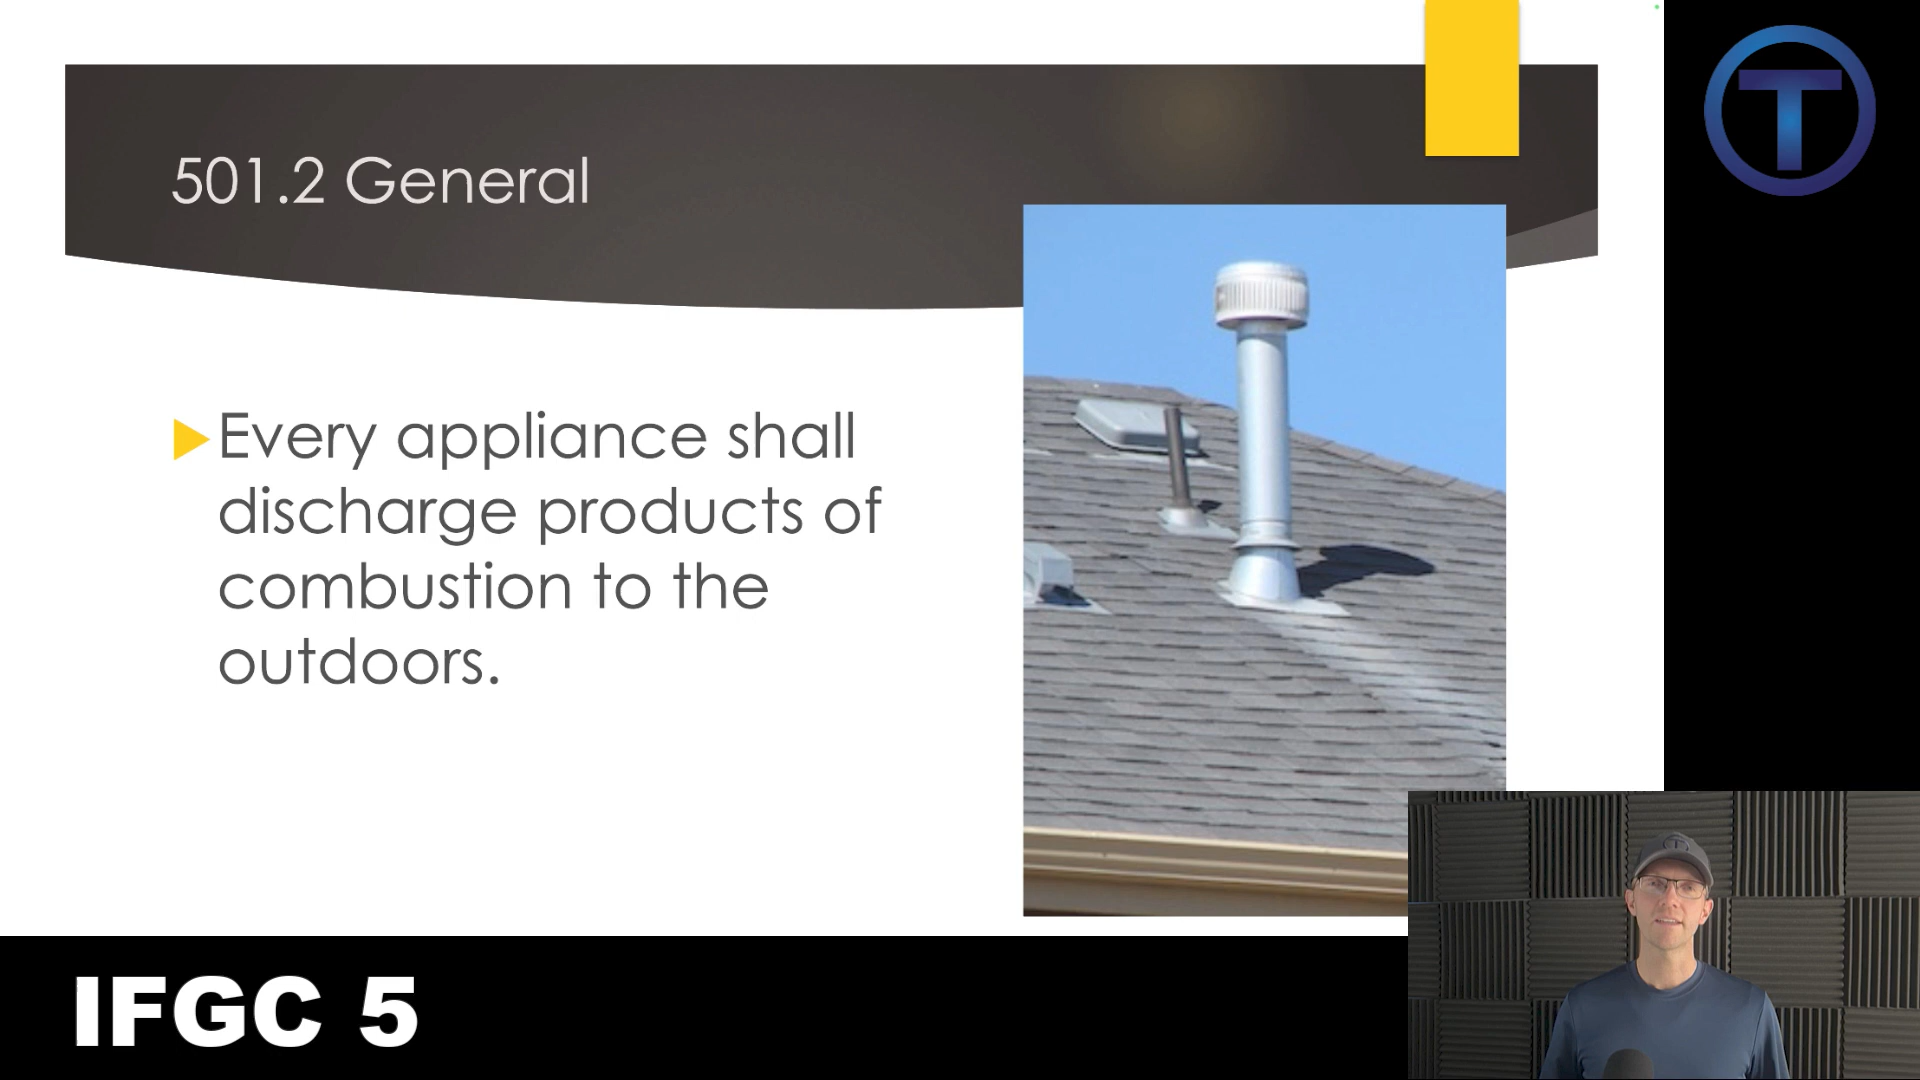 501.2 General
Every appliance shall
discharge products of
combustion to the
outdoors.
IFGC 5
T